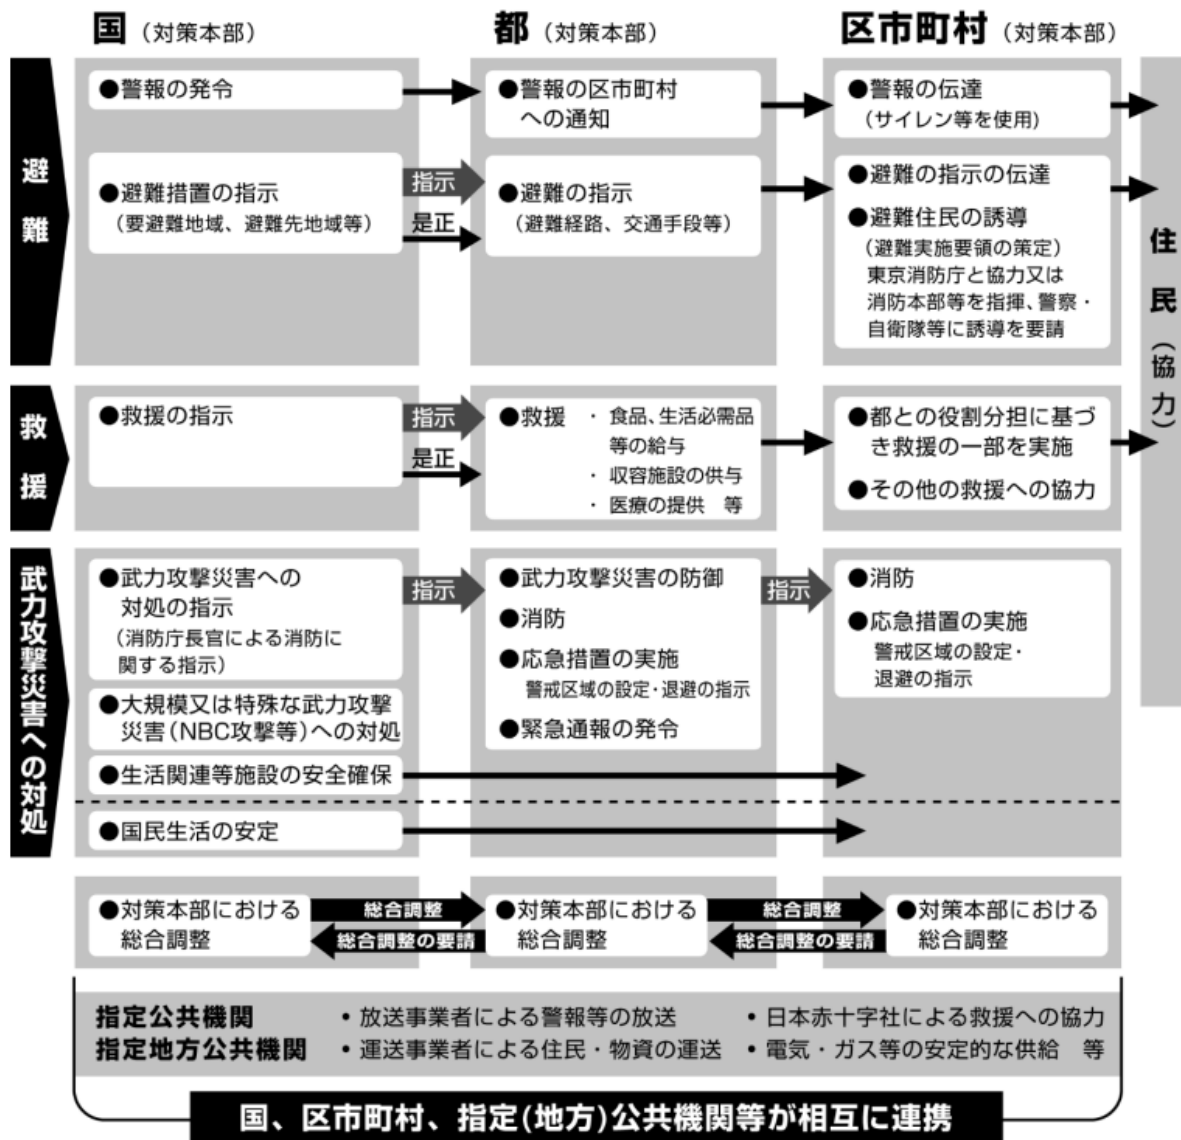 国（対策本部）
都（対策本部）
区市町村（対策本部）
避難
●警報の発令
●警報の区市町村
への通知
●警報の伝達
(サイレン等を使用)
●避難措置の指示
（要避難地域、避難先地域等）
指示
是正
●避難の指示
（避難経路、交通手段等）
●避難の指示の伝達
●避難住民の誘導
（避難実施要領の策定）
東京消防庁と協力又は
消防本部等を指揮、警察・
自衛隊等に誘導を要請
住民（協力）
救援
●救援の指示
指示
是正
●救援 ・ 食品、生活必需品
等の給与
・ 収容施設の供与
・ 医療の提供　等
●都との役割分担に基づ
き救援の一部を実施
●その他の救援への協力
武力攻撃災害への対処
●武力攻撃災害への
対処の指示
（消防庁長官による消防に
関する指示）
●大規模又は特殊な武力攻撃
災害（NBC攻撃等）への対処
●生活関連等施設の安全確保
●国民生活の安定
指示
●武力攻撃災害の防御
●消防
●応急措置の実施
警戒区域の設定・退避の指示
●緊急通報の発令
指示
●消防
●応急措置の実施
警戒区域の設定・
退避の指示
●対策本部における
総合調整
総合調整
総合調整の要請
●対策本部における
総合調整
総合調整
総合調整の要請
●対策本部における
総合調整
指定公共機関
指定地方公共機関
• 放送事業者による警報等の放送
• 運送事業者による住民・物資の運送
• 日本赤十字社による救援への協力
• 電気・ガス等の安定的な供給　等
国、区市町村、指定(地方)公共機関等が相互に連携